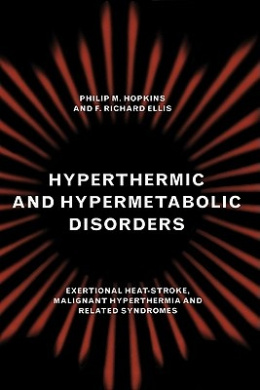 PHILIP M. HOPKINS
AND F. RICHARD ELLIS
HYPERTHERMIC
AND HYPERMETABOLIC
DISORDERS
EXERTIONAL HEAT-STROKE,
MALIGNANT HYPERTHERMIA AND
RELATED SYNDROMES